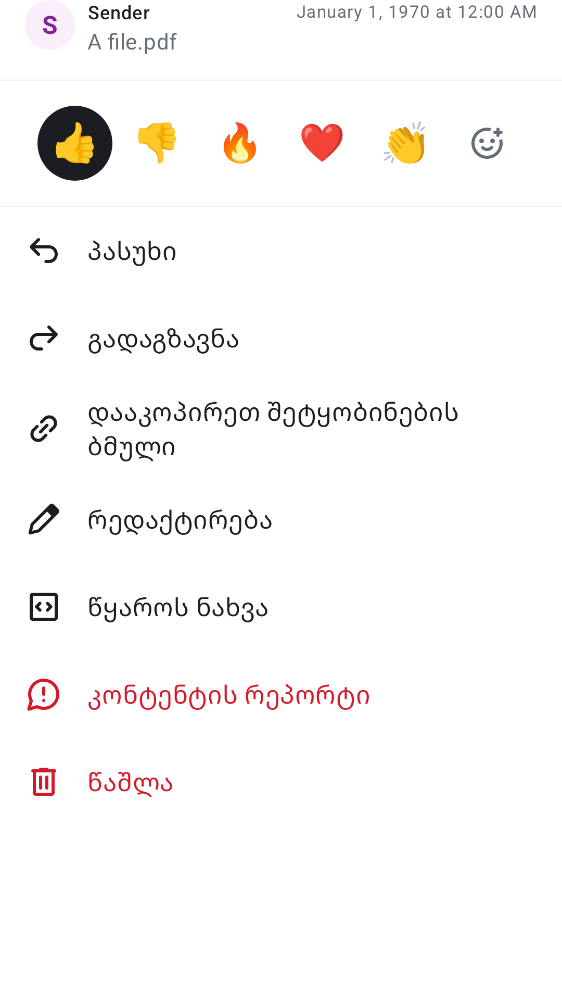 S
Sender
January 1, 1970 at 12:00 AM
A file.pdf
პასუხი
გადაგზავნა
დააკოპირეთ შეტყობინების
ბმული
რედაქტირება
წყაროს ნახვა
კონტენტის რეპორტი
წაშლა